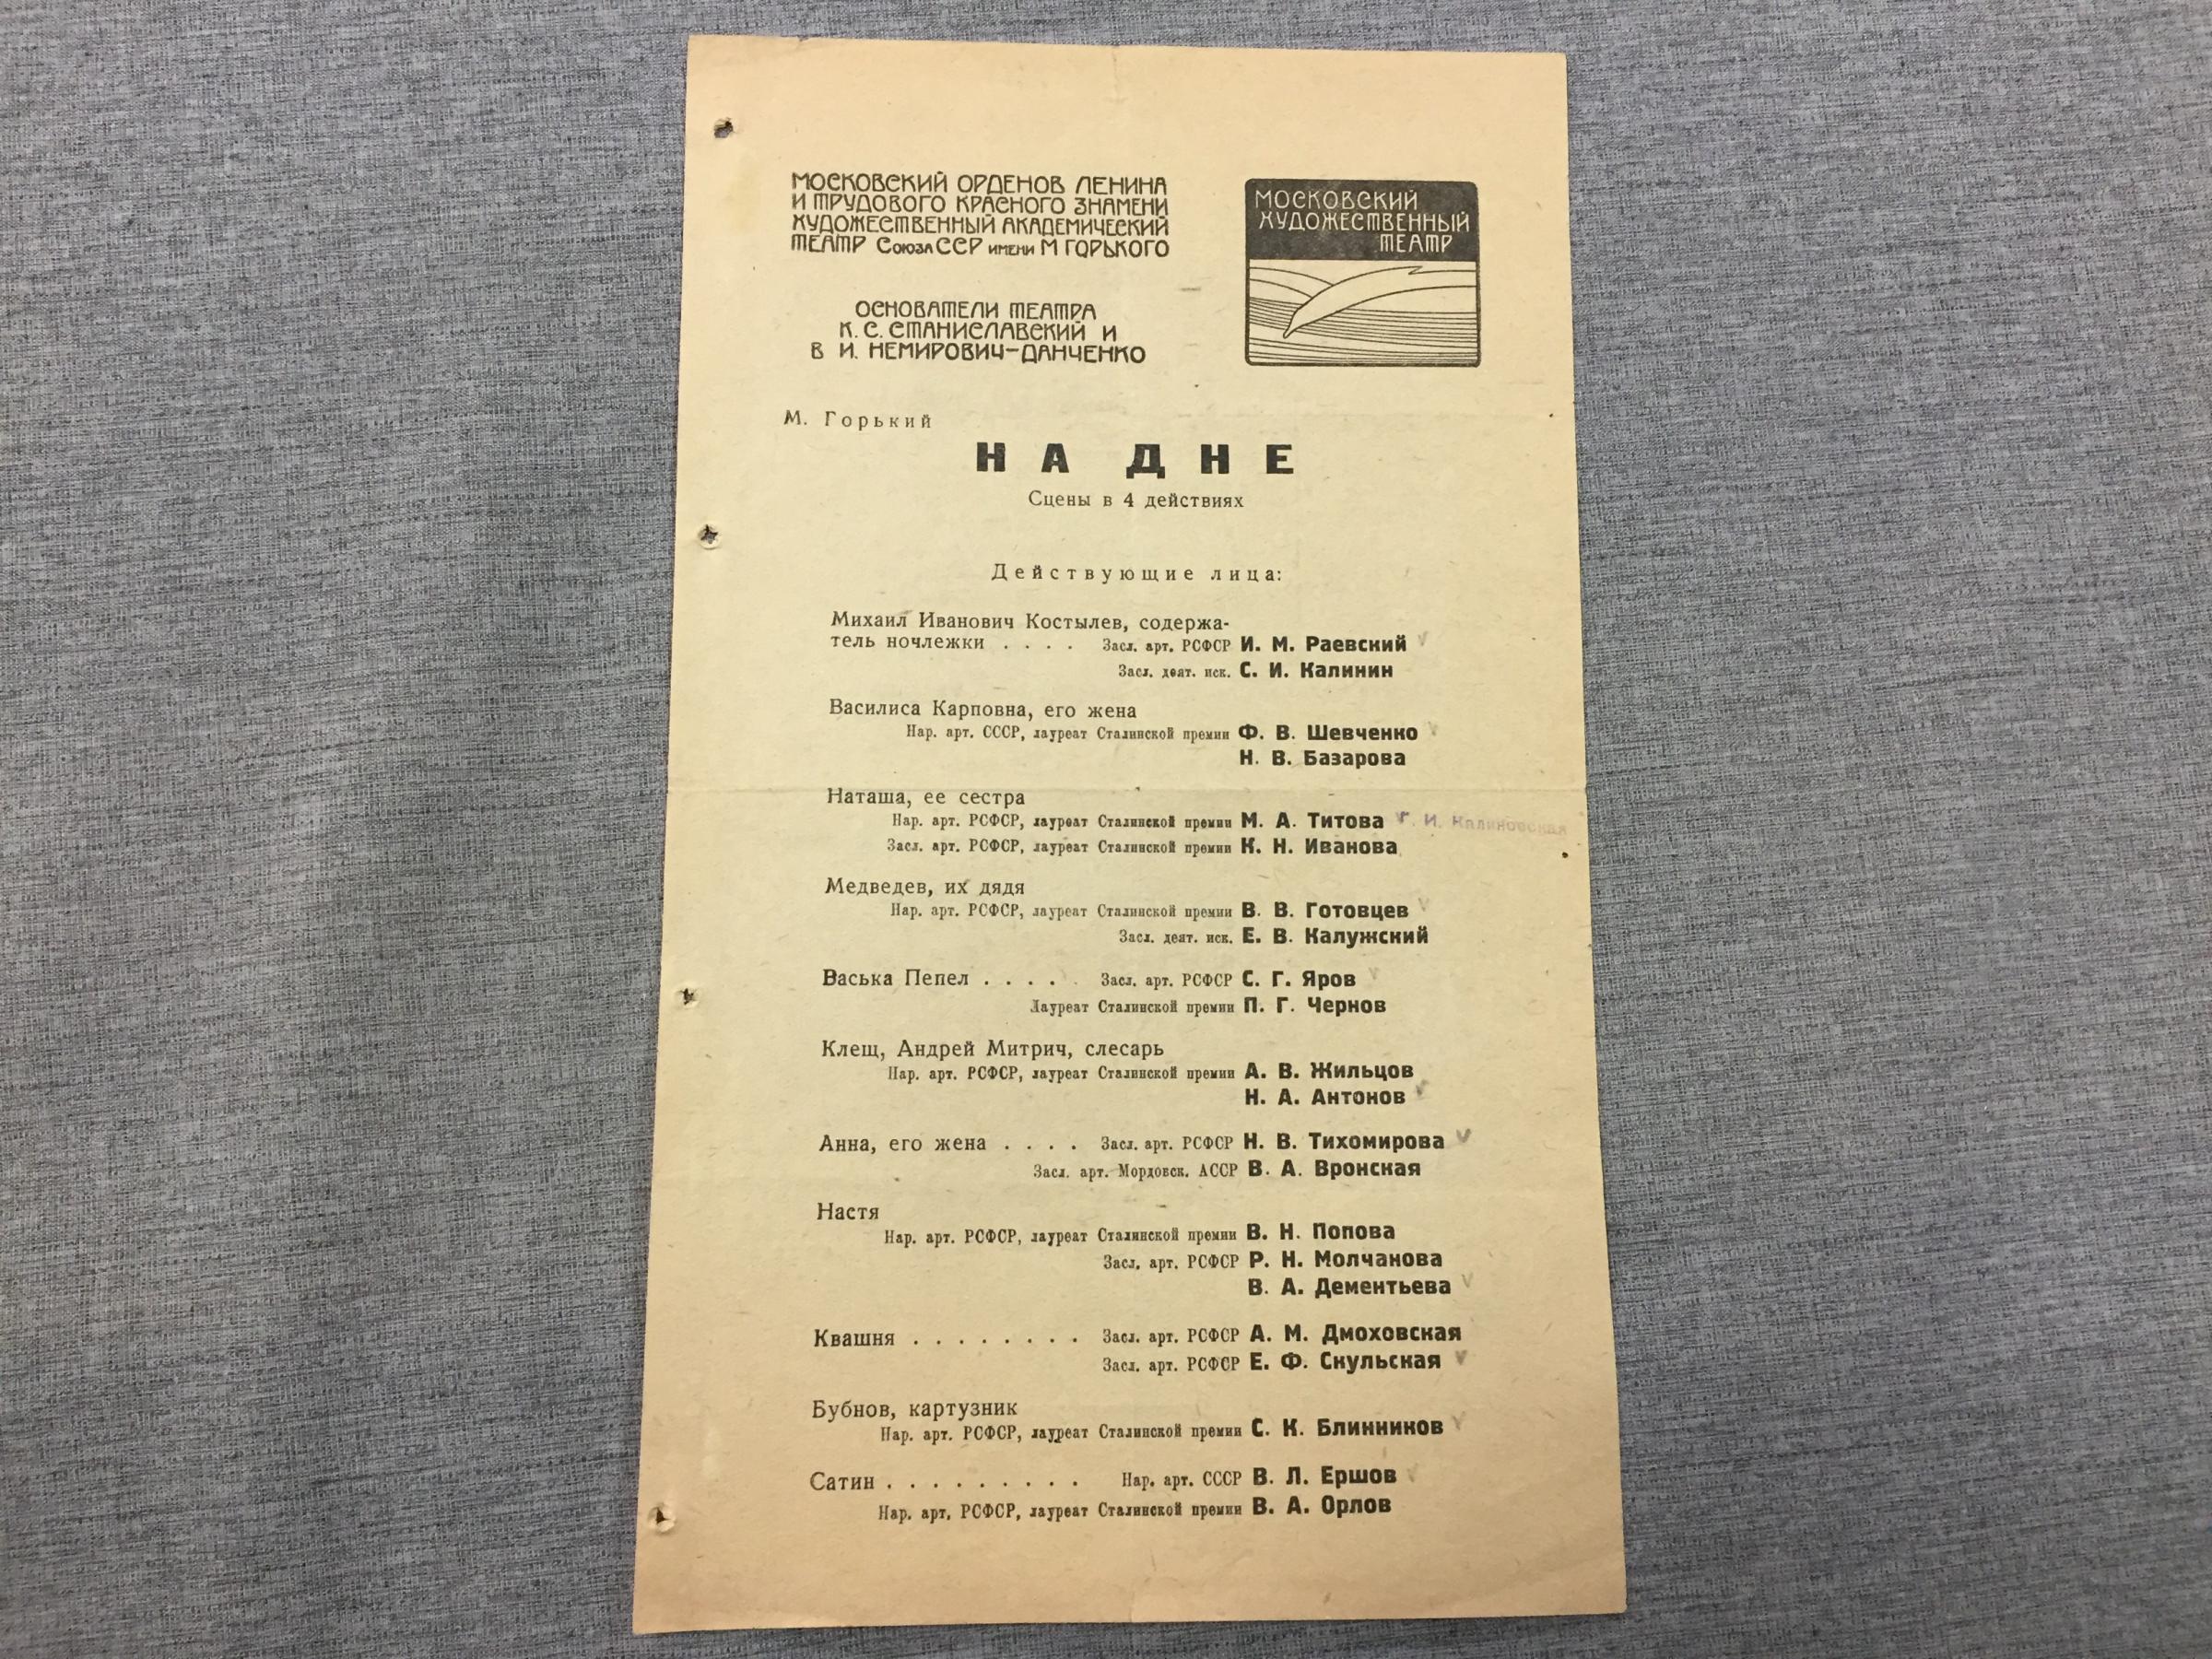 МОСКОВСКИЙ ОРДЕНОВ ЛЕНИНА
И ТРУДОВОГО КРАСНОГО ЗНАМЕНИ
ХУДОЖЕСТВЕННЫЙ АКАДЕМИЧЕСКИЙ
ТЕАТР СОЮЗА ССР ИМЕНИ М ГОРЬКОГО
ОСНОВАТЕЛИ ТЕАТРА
К. С. СТАНИСЛАВСКИЙ И
В И. НЕМИРОВИЧ-ДАНЧЕНКО
МОСКОВСКИЙ
ХУДОЖЕСТВЕННЫЙ
ТЕАТР
М. Горький
НА ДНЕ
Сцены в 4 действиях
Действующие лица:
Михаил Иванович Костылев, содержа-
тель ночлежки . . . . Засл. арт. РСФСР И. М. Раевский
Засл. деят. иск. С. И. Калинин
Василиса Карповна, его жена
Нар. арт. СССР, лауреат Сталинской премии Ф. В. Шевченко
Н. В. Базарова
Наташа, ее сестра
Нар. арт. РСФСР, лауреат Сталинской премии М. А. Титова Г. И. Калиновская
Засл. арт. РСФСР, лауреат Сталинской премии К. Н. Иванова
Медведев, их дядя
Нар. арт. РСФСР, лауреат Сталинской премии В. В. Готовцев
Засл. деят. иск. Е. В. Калужский
Васька Пепел . . . . . Засл. арт. РСФСР С. Г. Яров
Лауреат Сталинской премии П. Г. Чернов
Клещ, Андрей Митрич, слесарь
Нар. арт. РСФСР, лауреат Сталинской премии А. В. Жильцов
Н. А. Антонов
Анна, его жена . . . . Засл. арт. РСФСР Н. В. Тихомирова
Засл. арт. Мордовск. АССР В. А. Вронская
Настя
Нар. арт. РСФСР, лауреат Сталинской премии В. Н. Попова
Засл. арт. РСФСР Р. Н. Молчанова
В. А. Дементьева
Квашня . . . . . . . . Засл. арт. РСФСР А. М. Дмоховская
Засл. арт. РСФСР Е. Ф. Скульская
Бубнов, картузник
Нар. арт. РСФСР, лауреат Сталинской премии С. К. Блинников
Сатин . . . . . . . . . Нар. арт. СССР В. Л. Ершов
Нар. арт. РСФСР, лауреат Сталинской премии В. А. Орлов